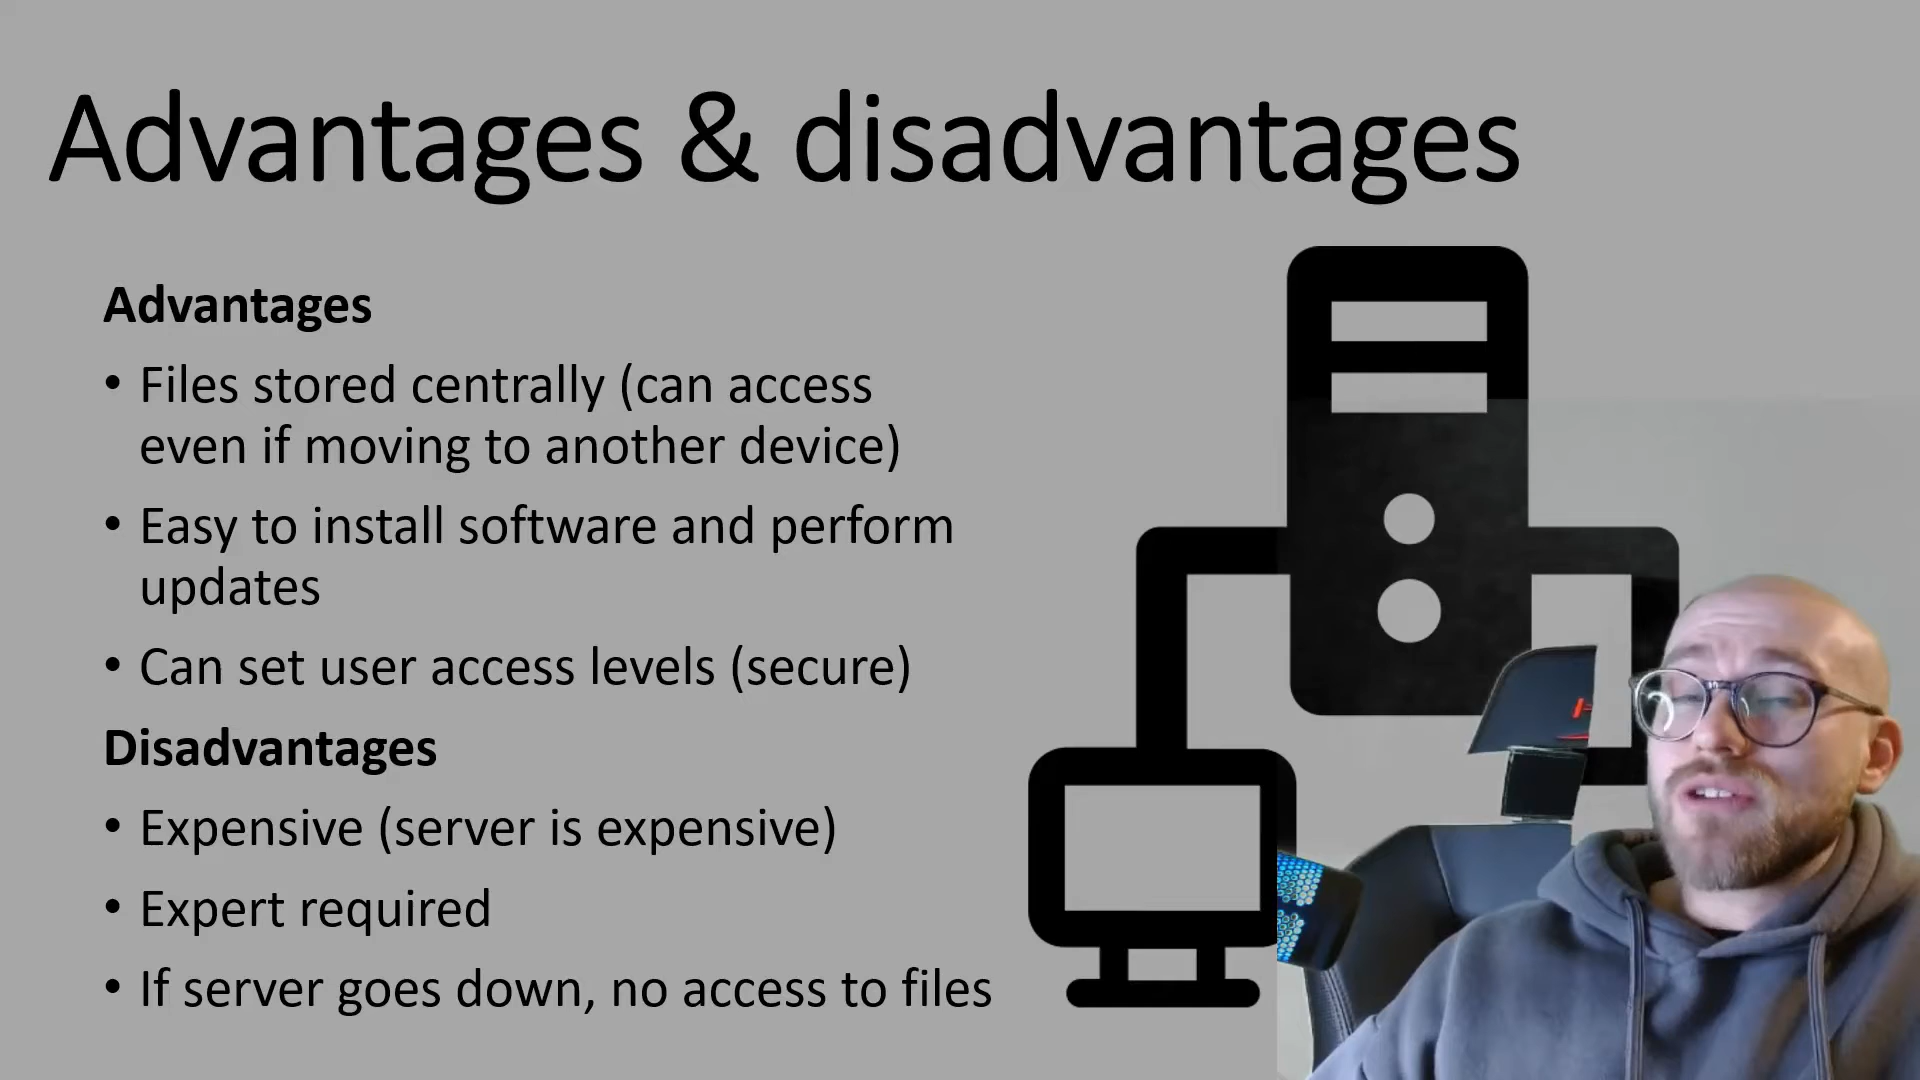 Advantages & disadvantages
Advantages
• Files stored centrally (can access
even if moving to another device)
• Easy to install software and perform
updates
• Can set user access levels (secure)
Disadvantages
• Expensive (server is expensive)
• Expert required
• If server goes down, no access to files